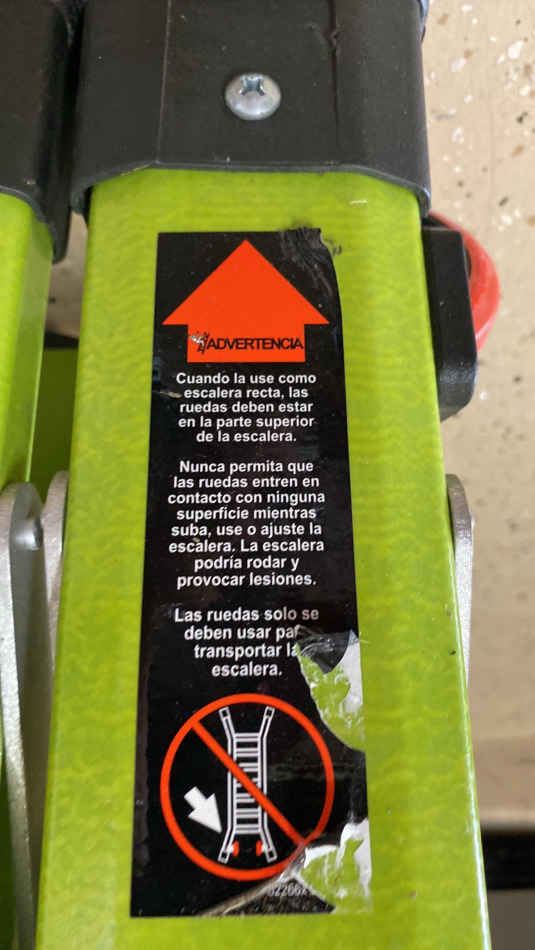 ADVERTENCIA
Cuando la use como
escalera recta, las
ruedas deben estar
en la parte superior
de la escalera.
Nunca permita que
las ruedas entren en
contacto con ninguna
superficie mientras
suba, use o ajuste la
escalera. La escalera
podría rodar y
provocar lesiones.
Las ruedas solo se
deben usar
transportar la
escalera.